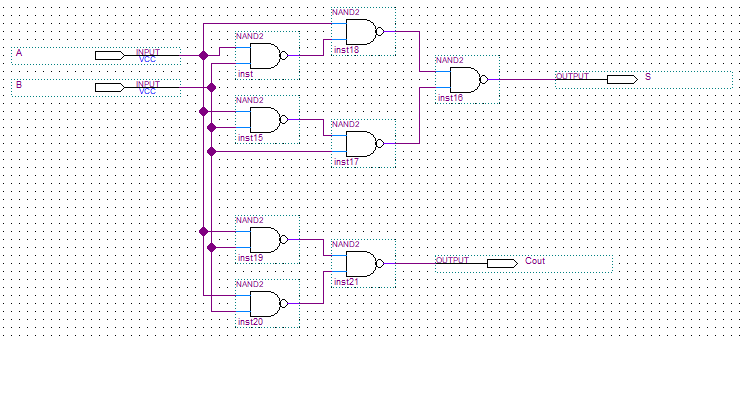 NAND2
A
INPUT
VCC
NAND2
inst18
inst
NAND2
B
INPUT
VCC
OUTPUT
S
inst16
NAND2
NAND2
inst15
inst17
NAND2
NAND2
inst19
OUTPUT
Cout
NAND2
inst21
inst20